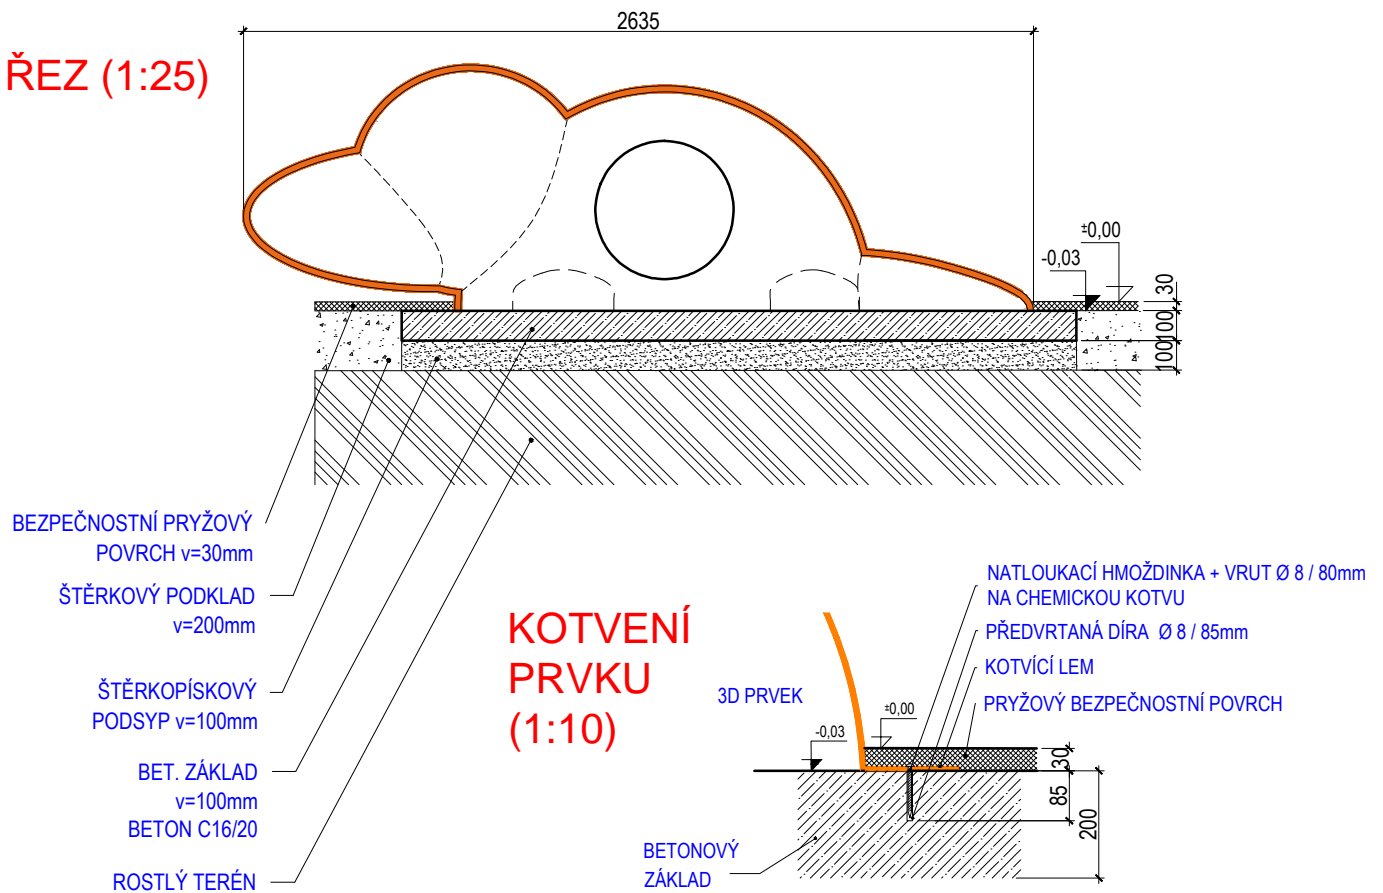 2635
ŘEZ (1:25)
±0,00
-0,03
30
100
100
BEZPEČNOSTNÍ PRYŽOVÝ
POVRCH v=30mm
ŠTĚRKOVÝ PODKLAD
v=200mm
ŠTĚRKOPÍSKOVÝ
PODSYP v=100mm
BET. ZÁKLAD
v=100mm
BETON C16/20
ROSTLÝ TERÉN
KOTVENÍ
PRVKU
(1:10)
NATLOUKACÍ HMOŽDINKA + VRUT Ø 8 / 80mm
NA CHEMICKOU KOTVU
PŘEDVRTANÁ DÍRA Ø 8 / 85mm
KOTVÍCÍ LEM
PRYŽOVÝ BEZPEČNOSTNÍ POVRCH
3D PRVEK
±0,00
-0,03
30
85
200
BETONOVÝ
ZÁKLAD